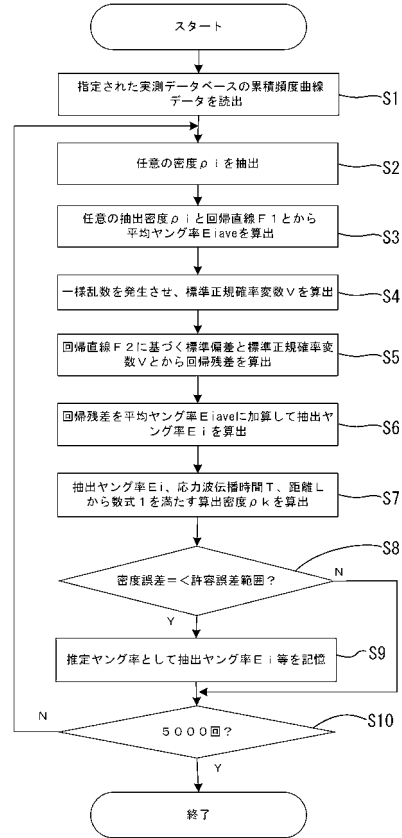 スタート
指定された実測データベースの累積頻度曲線
データを読出
S1
任意の密度ρiを抽出
S2
任意の抽出密度ρiと回帰直線F1とから
平均ヤング率Eiaveを算出
S3
一様乱数を発生させ、標準正規確率変数Vを算出
S4
回帰直線F2に基づく標準偏差と標準正規確率変
数Vとから回帰残差を算出
S5
回帰残差を平均ヤング率Eiaveに加算して抽出ヤ
ング率Eiを算出
S6
抽出ヤング率Ei、応力波伝播時間T、距離L
から数式1を満たす算出密度ρkを算出
S7
密度誤差=<許容誤差範囲?
S8
N
Y
推定ヤング率として抽出ヤング率Ei等を記憶
S9
N
5000回?
S10
Y
終了